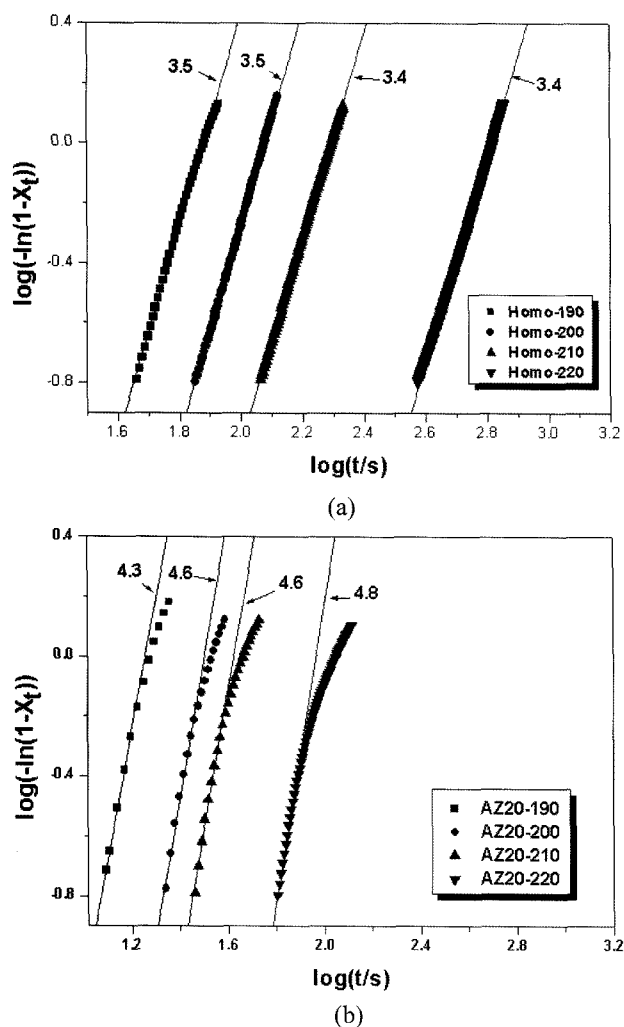 0.4
0.0
-0.4
-0.8
log(-ln(1-Xt))
3.5
3.5
3.4
3.4
Homo-190
Homo-200
Homo-210
Homo-220
1.6 1.8 2.0 2.2 2.4 2.6 2.8 3.0 3.2
log(t/s)
(a)
0.4
0.0
-0.4
-0.8
log(-ln(1-Xt))
4.3
4.6
4.6
4.8
AZ20-190
AZ20-200
AZ20-210
AZ20-220
1.2 1.6 2.0 2.4 2.8 3.2
log(t/s)
(b)